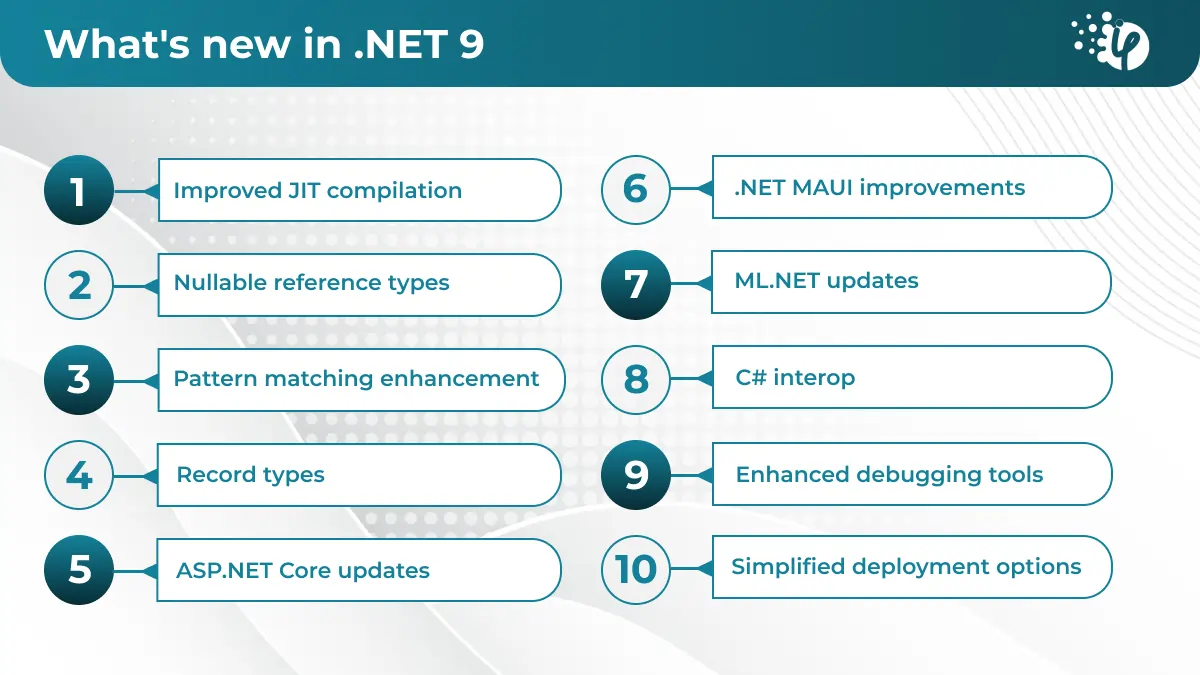 What's new in .NET 9
1
Improved JIT compilation
2
Nullable reference types
3
Pattern matching enhancement
4
Record types
5
ASP.NET Core updates
6
.NET MAUI improvements
7
ML.NET updates
8
C# interop
9
Enhanced debugging tools
10
Simplified deployment options